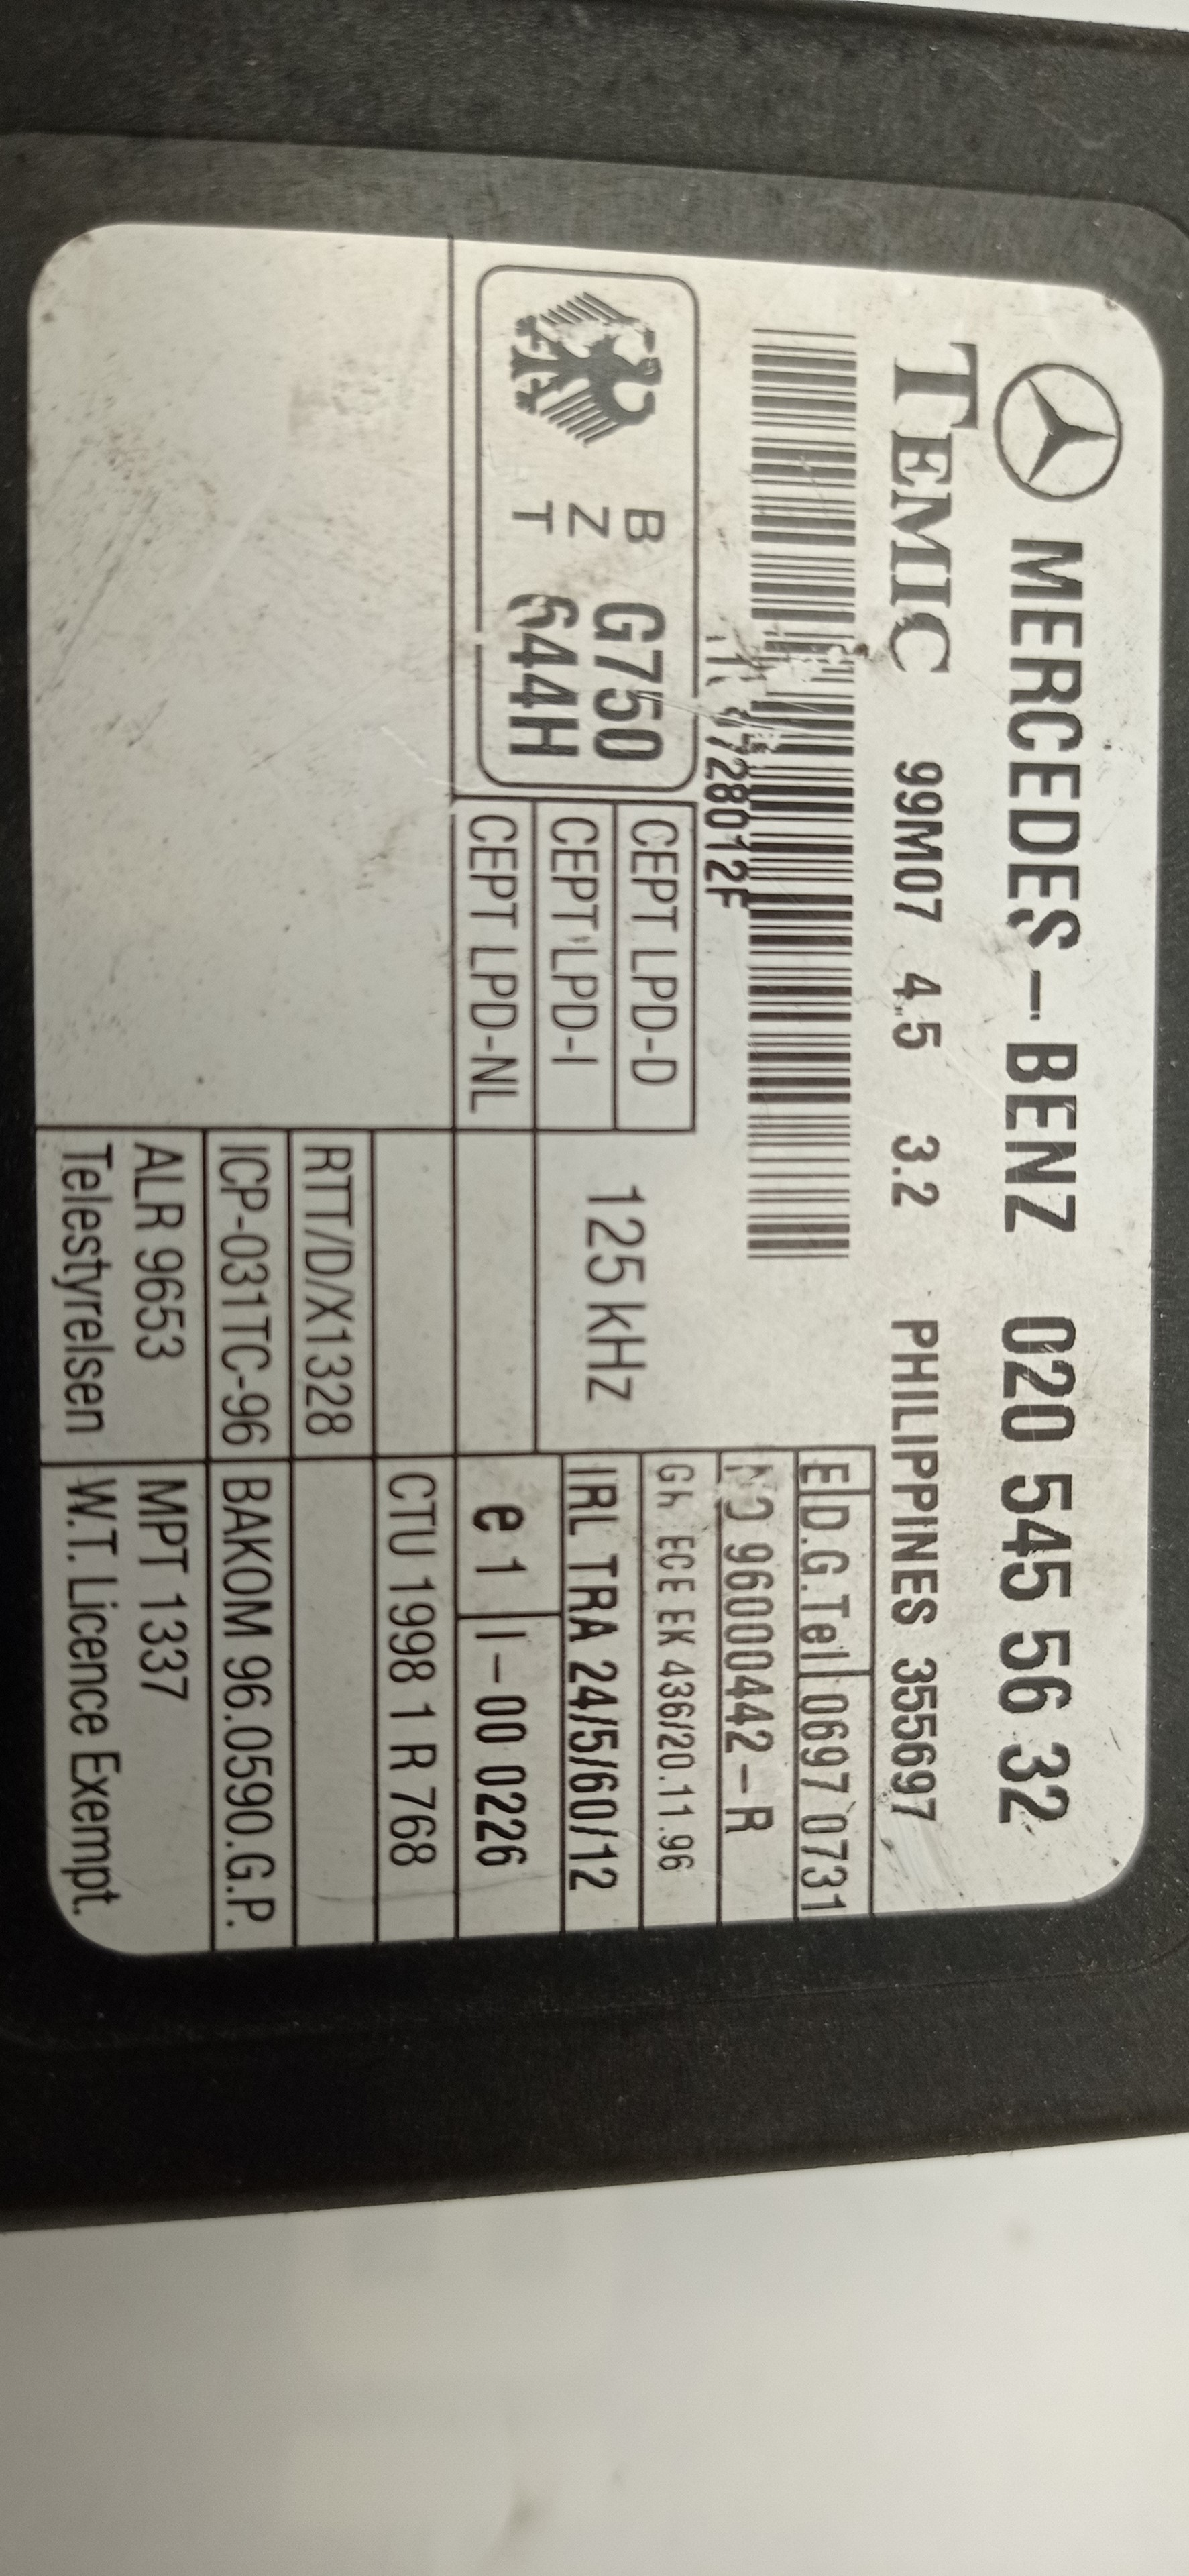 MERCEDES-BENZ 020 545 56 32
TEMIC 99M07 4.5 3.2 PHILIPPINES 355697
728012F
B
Z
T
G750
644H
CEPT LPD-D
CEPT LPD-I
CEPT LPD-NL
125 kHz
E D.G.Tel 0697 0731
96000442-R
ECE EK 436/20.11.96
IRL TRA 24/5/60/12
e 1 I-00 0226
CTU 1998 1 R 768
RTT/D/X1328
ICP-031TC-96 BAKOM 96.0590.G.P.
ALR 9653 MPT 1337
Telestyrelsen W.T. Licence Exempt.